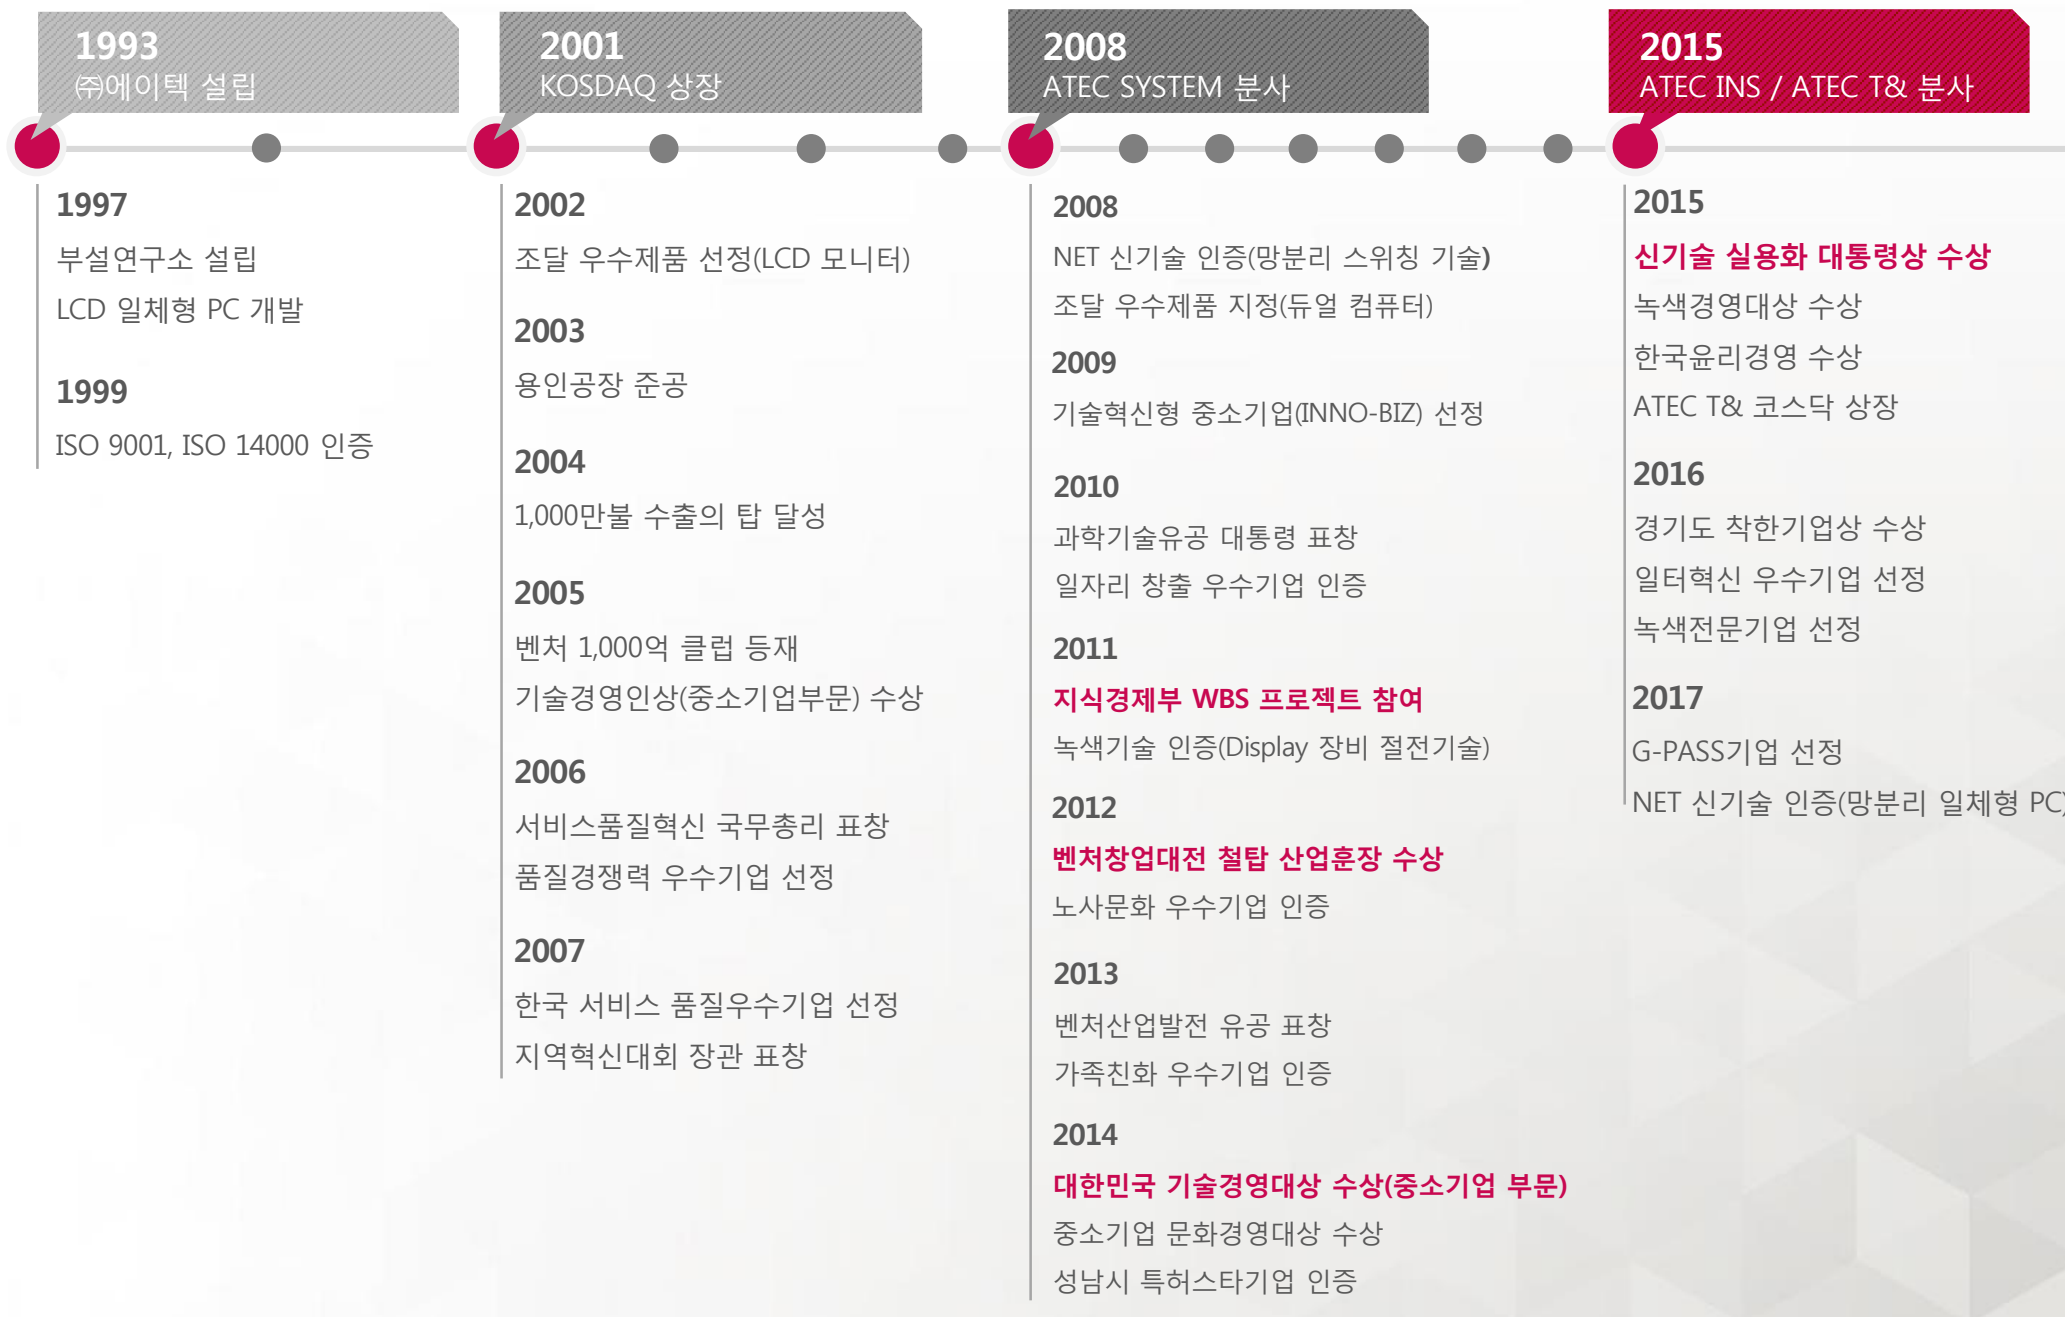 1993
㈜에이텍 설립
1997
부설연구소 설립
LCD 일체형 PC 개발
1999
ISO 9001, ISO 14000 인증
2001
KOSDAQ 상장
2002
조달 우수제품 선정(LCD 모니터)
2003
용인공장 준공
2004
1,000만불 수출의 탑 달성
2005
벤처 1,000억 클럽 등재
기술경영인상(중소기업부문) 수상
2006
서비스품질혁신 국무총리 표창
품질경쟁력 우수기업 선정
2007
한국 서비스 품질우수기업 선정
지역혁신대회 장관 표창
2008
ATEC SYSTEM 분사
2008
NET 신기술 인증(망분리 스위칭 기술)
조달 우수제품 지정(듀얼 컴퓨터)
2009
기술혁신형 중소기업(INNO-BIZ) 선정
2010
과학기술유공 대통령 표창
일자리 창출 우수기업 인증
2011
지식경제부 WBS 프로젝트 참여
녹색기술 인증(Display 장비 절전기술)
2012
벤처창업대전 철탑 산업훈장 수상
노사문화 우수기업 인증
2013
벤처산업발전 유공 표창
가족친화 우수기업 인증
2014
대한민국 기술경영대상 수상(중소기업 부문)
중소기업 문화경영대상 수상
성남시 특허스타기업 인증
2015
ATEC INS / ATEC T& 분사
2015
신기술 실용화 대통령상 수상
녹색경영대상 수상
한국윤리경영 수상
ATEC T& 코스닥 상장
2016
경기도 착한기업상 수상
일터혁신 우수기업 선정
녹색전문기업 선정
2017
G-PASS기업 선정
NET 신기술 인증(망분리 일체형 PC)